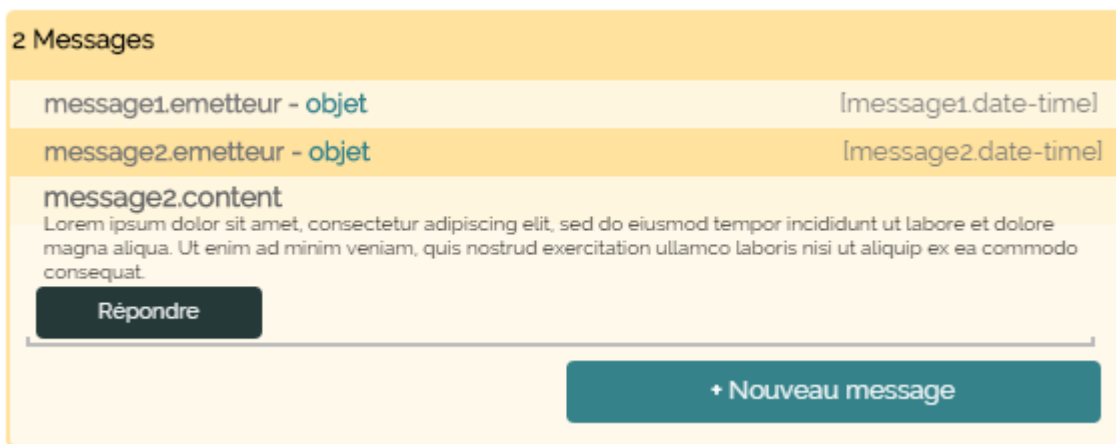 2 Messages
message1.emetteur - objet [message1.date-time]
message2.emetteur - objet [message2.date-time]
message2.content
Lorem ipsum dolor sit amet, consectetur adipiscing elit, sed do eiusmod tempor incididunt ut labore et dolore
magna aliqua. Ut enim ad minim veniam, quis nostrud exercitation ullamco laboris nisi ut aliquip ex ea commodo
consequat.
Répondre
+ Nouveau message